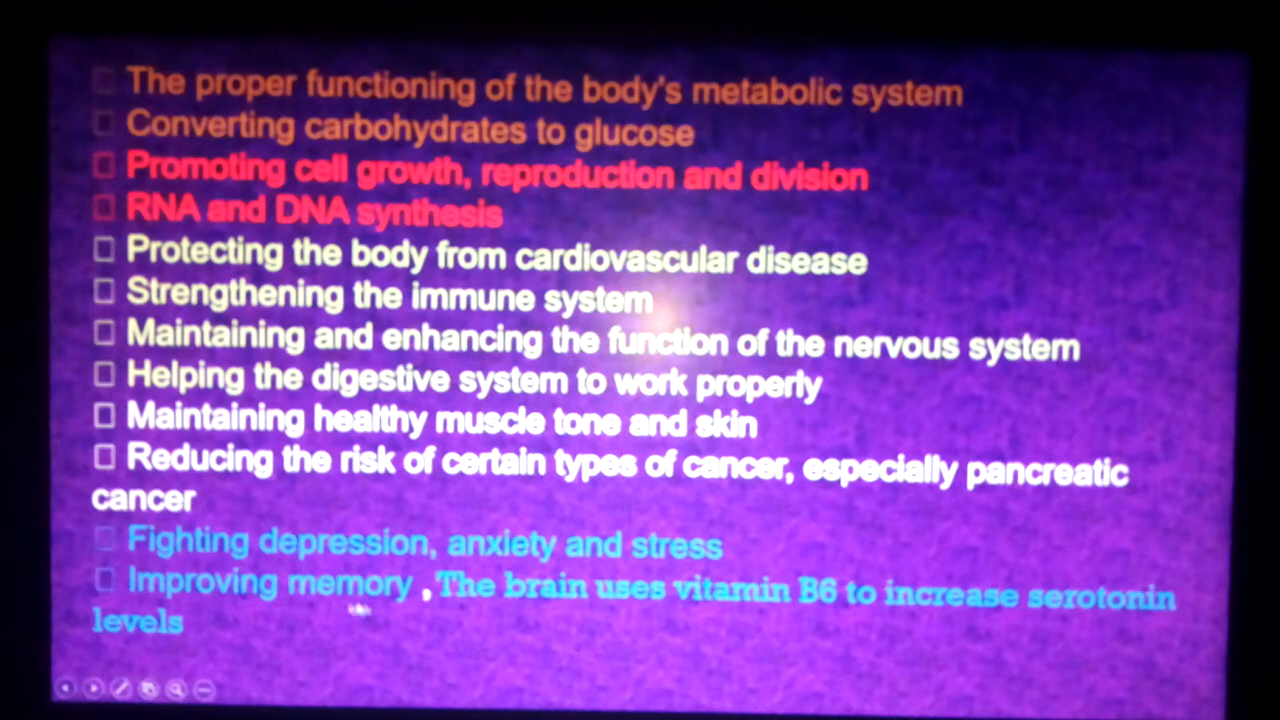 □ The proper functioning of the body's metabolic system
□ Converting carbohydrates to glucose
□ Promoting cell growth, reproduction and division
□ RNA and DNA synthesis
□ Protecting the body from cardiovascular disease
□ Strengthening the immune system
□ Maintaining and enhancing the function of the nervous system
□ Helping the digestive system to work properly
□ Maintaining healthy muscle tone and skin
□ Reducing the risk of certain types of cancer, especially pancreatic
cancer
□ Fighting depression, anxiety and stress
□ Improving memory , The brain uses vitamin B6 to increase serotonin
levels